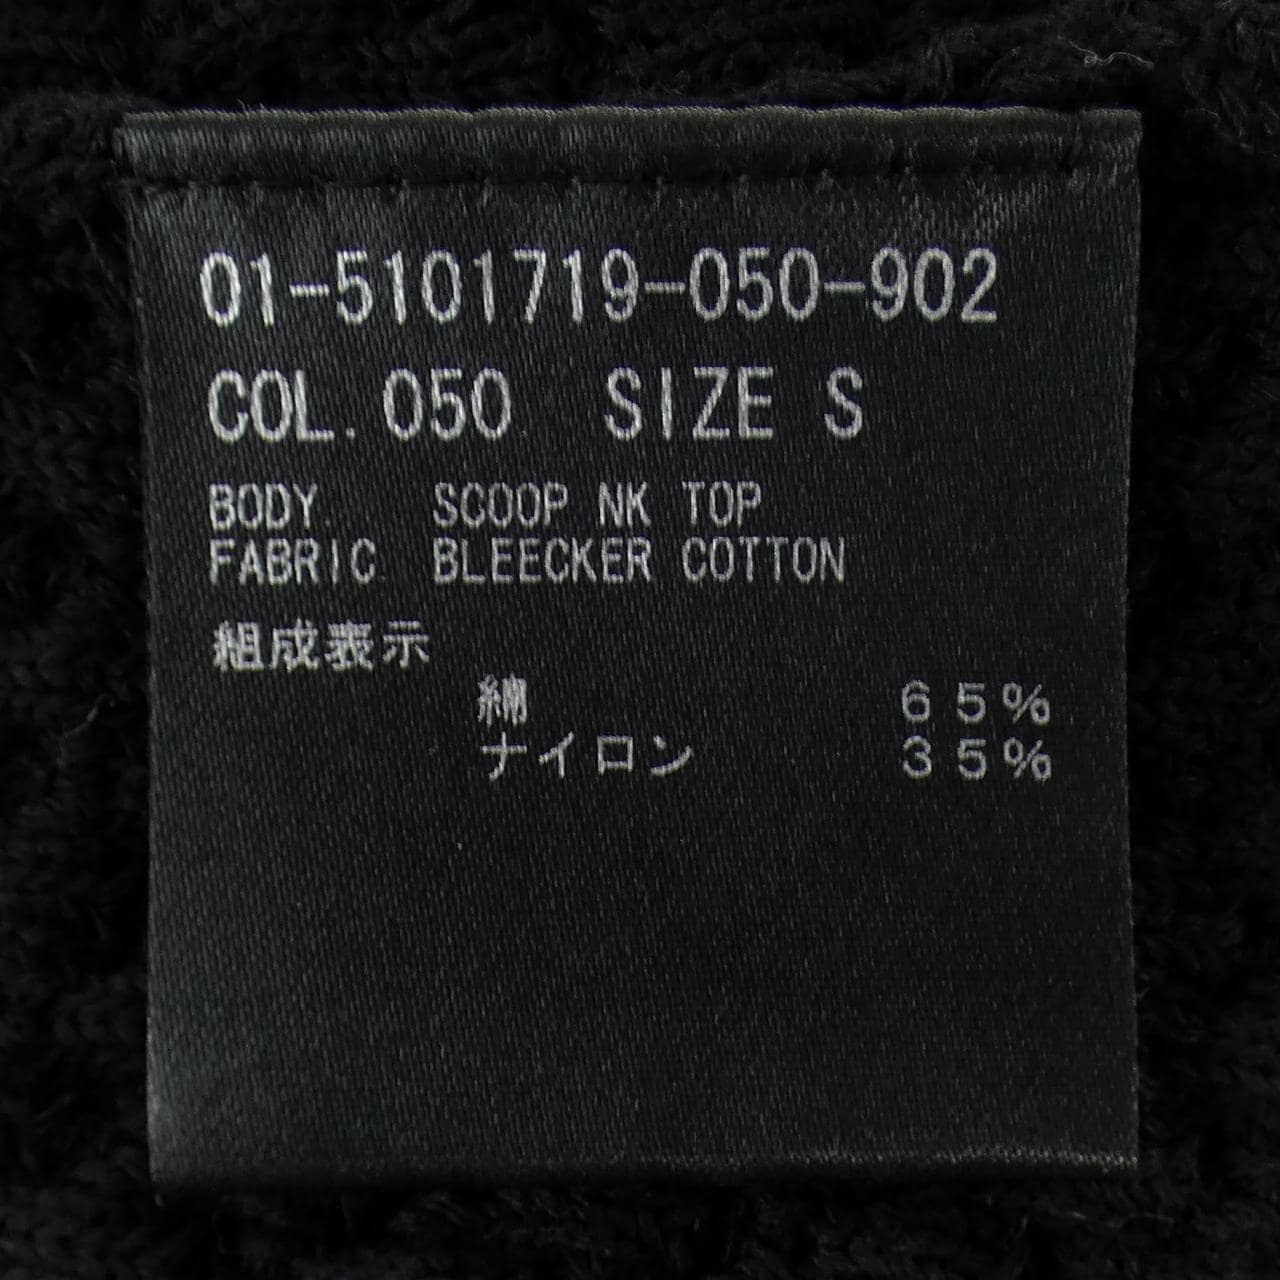 01-5101719-050-902
COL. 050 SIZE S
BODY. SCOOP NK TOP
FABRIC. BLEECKER COTTON
組成表示
綿 65%
ナイロン 35%